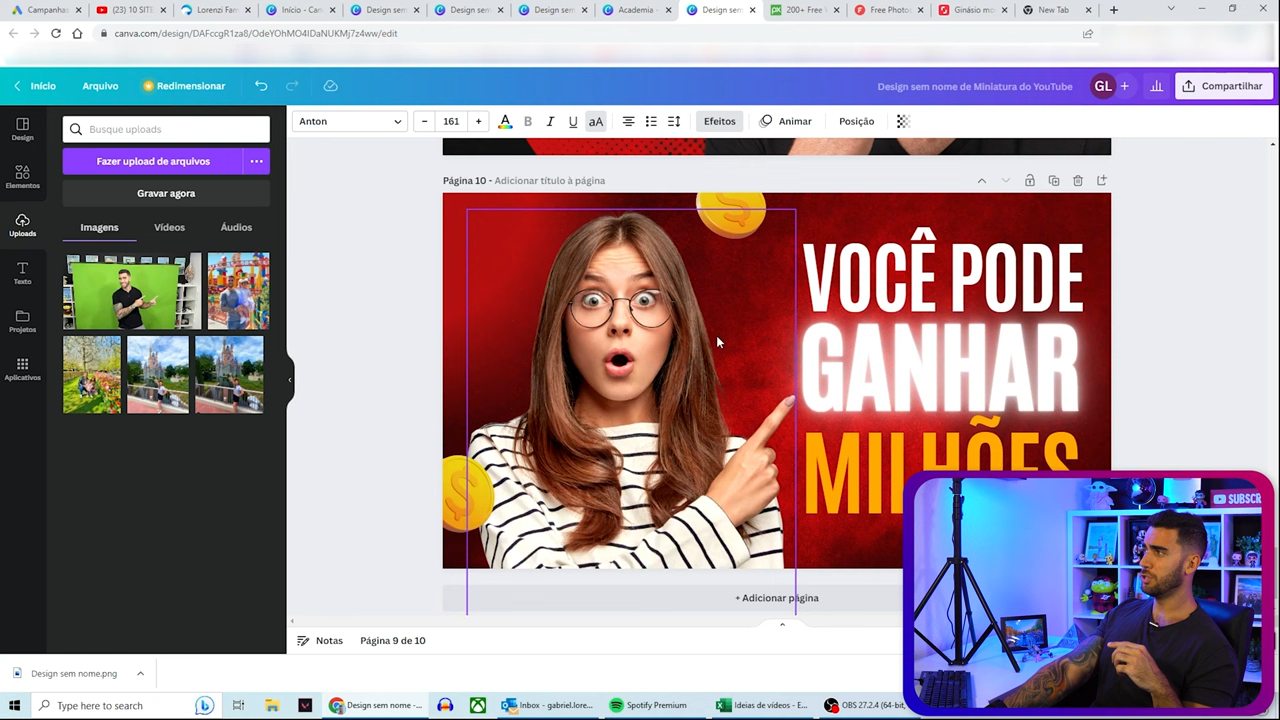 (23) 10 SITE
Lorenzi Fam
Início - Can
Design sem
Design sem
Design sem
Academia
Design sem
200+ Free
Free Photo
Ginásio mo
New Tab
canva.com/design/DAFccgR1za8/OdeYOhMO4IDaNUKMj7z4ww/edit
Início
Arquivo
Redimensionar
Design sem nome de Miniatura do YouTube
GL
Compartilhar
Design
Elementos
Uploads
Texto
Projetos
Aplicativos
Busque uploads
Fazer upload de arquivos
Gravar agora
Imagens
Vídeos
Áudios
Anton
161
B
I
U
aA
Efeitos
Animar
Posição
Página 10 - Adicionar título à página
VOCÊ PODE
GANHAR
MILHÕES
+ Adicionar página
Notas
Página 9 de 10
SUBSC
Design sem nome.png
Type here to search
Design sem nome - ...
Inbox - gabriel.lore...
Spotify Premium
Ideias de vídeos - E...
OBS 27.2.4 (64-bit, ...